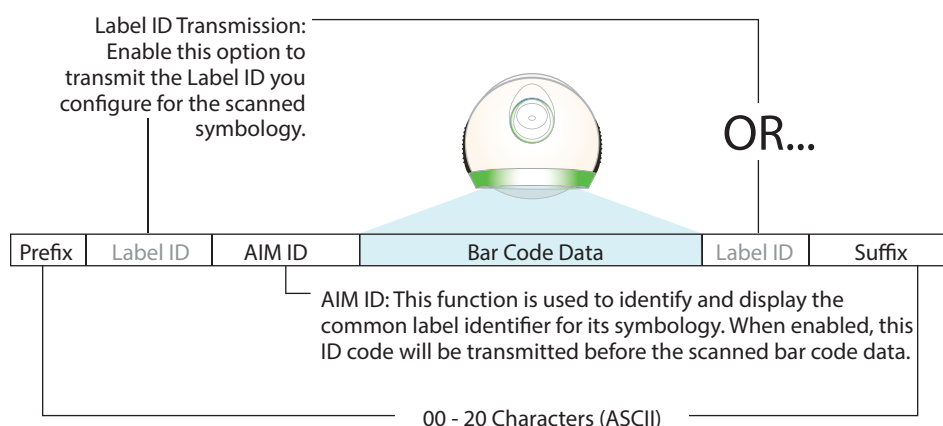 Label ID Transmission:
Enable this option to
transmit the Label ID you
configure for the scanned
symbology.
OR...
Prefix Label ID AIM ID Bar Code Data Label ID Suffix
AIM ID: This function is used to identify and display the
common label identifier for its symbology. When enabled, this
ID code will be transmitted before the scanned bar code data.
00 - 20 Characters (ASCII)